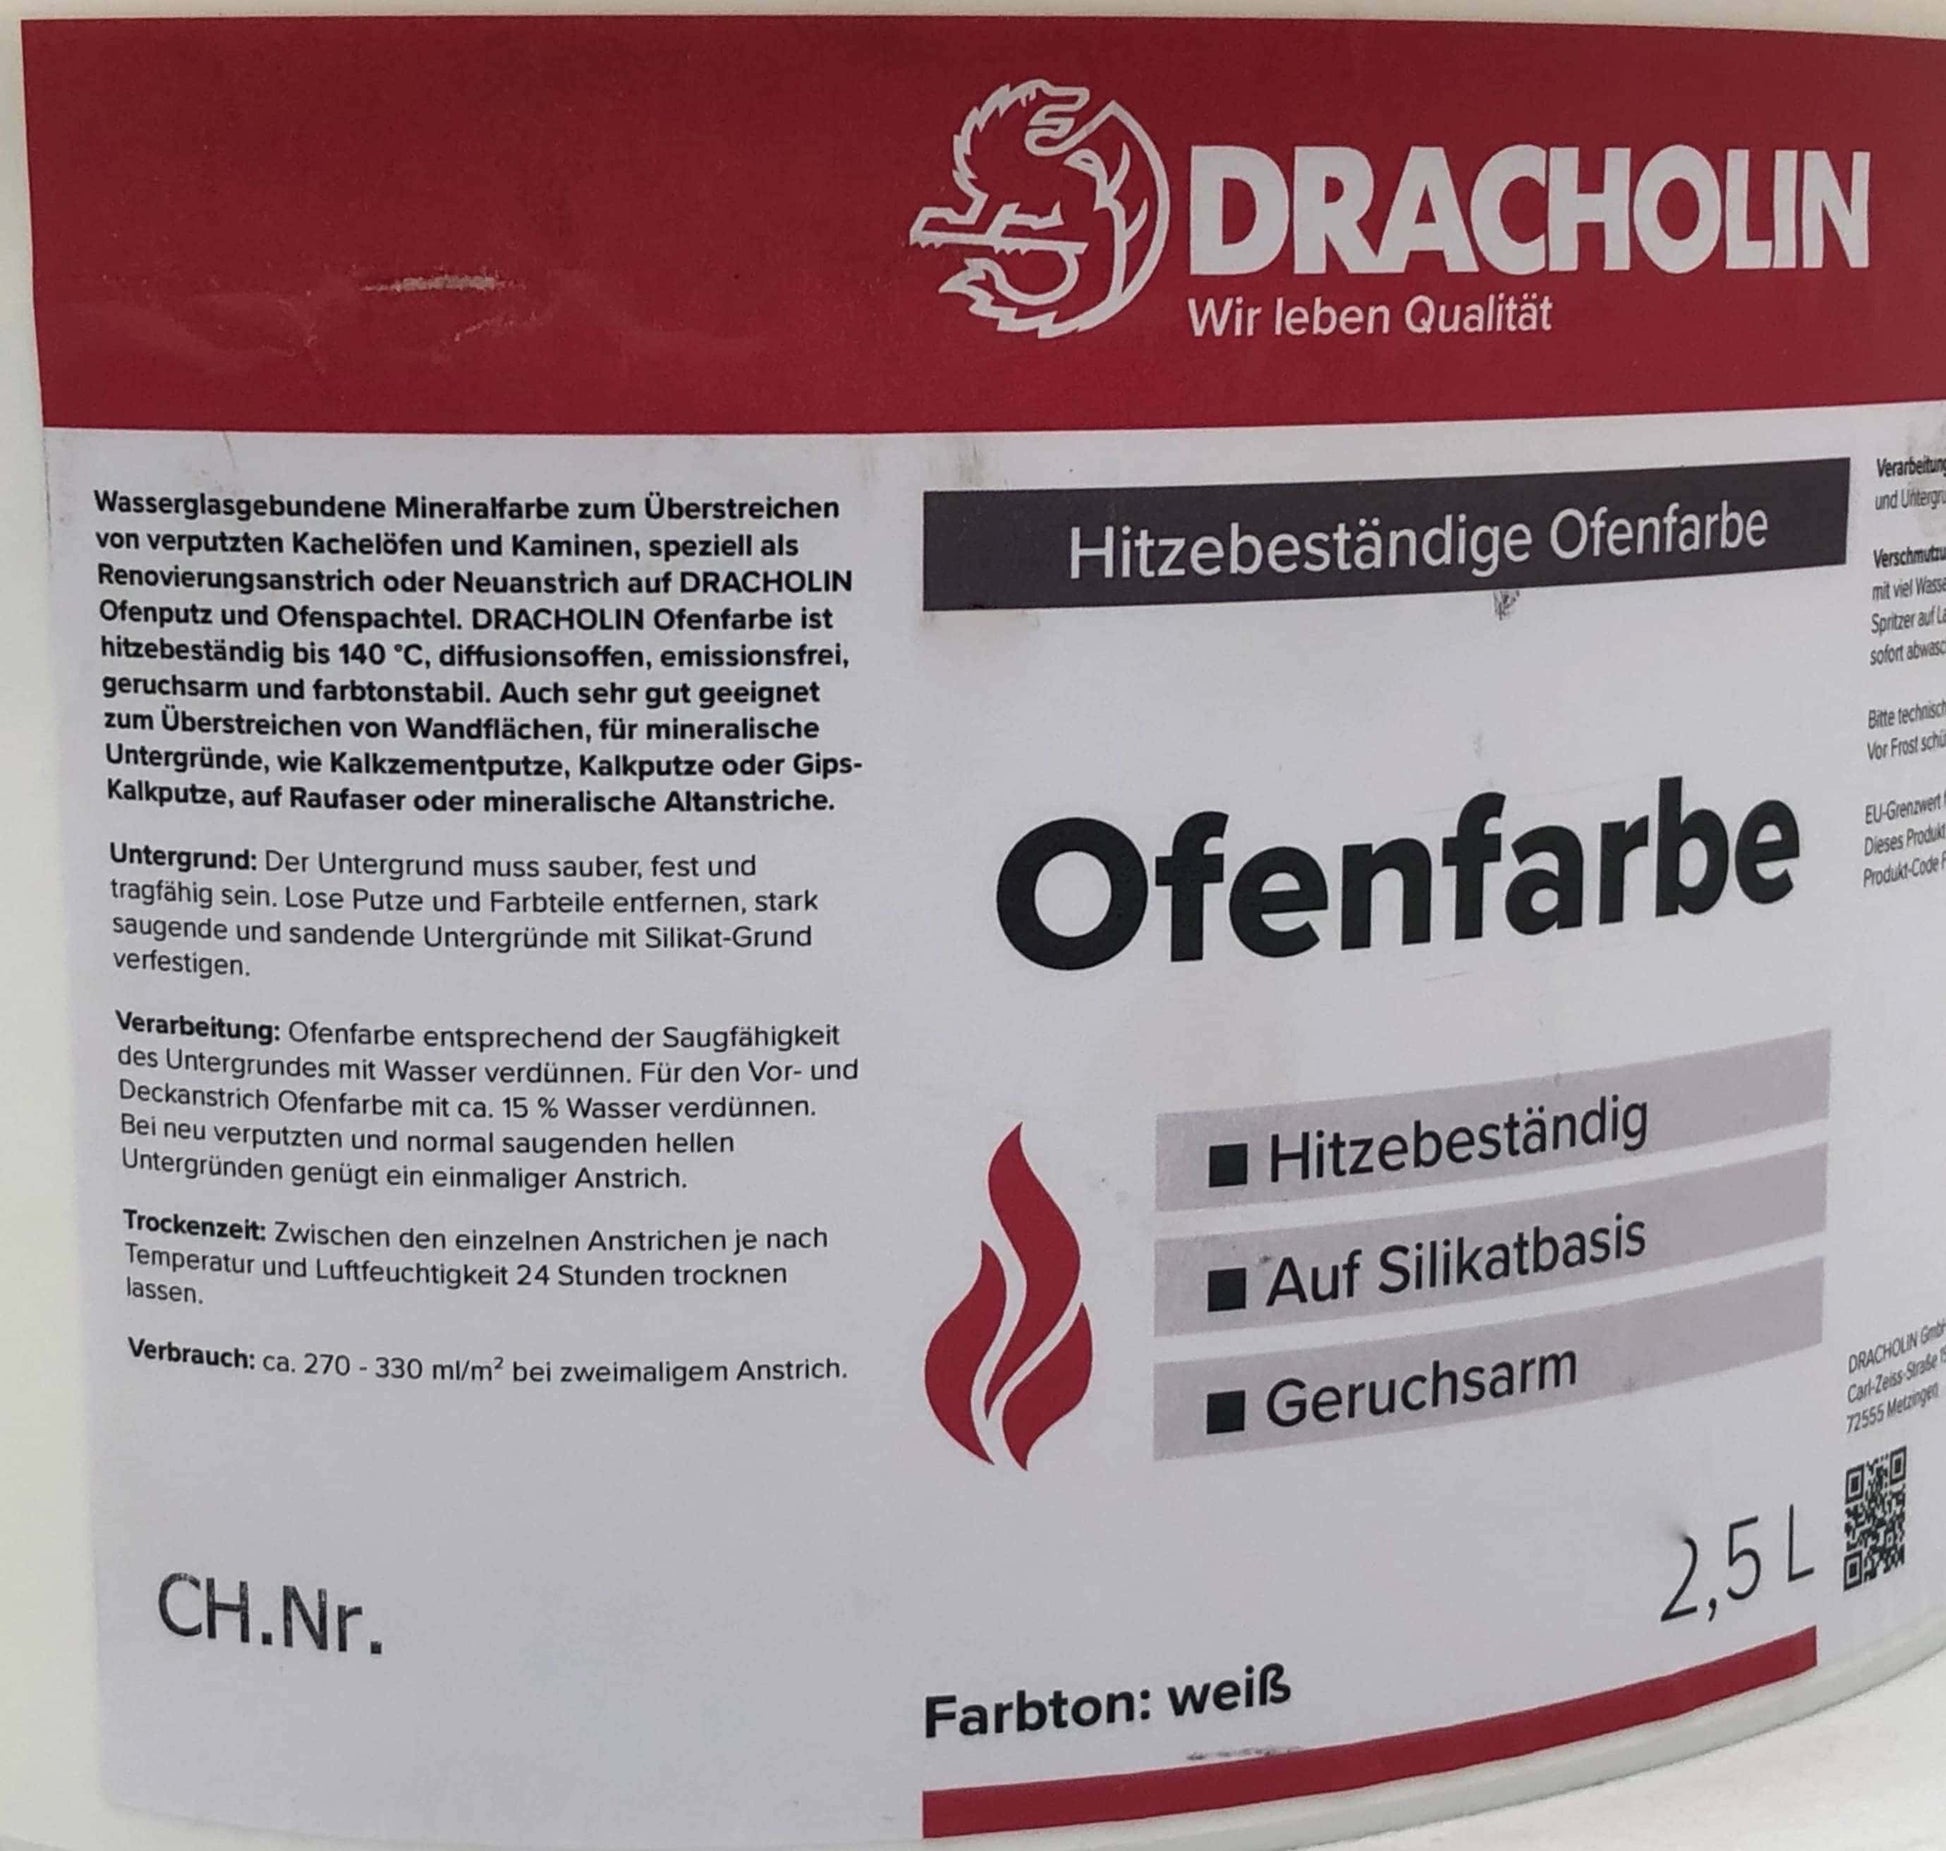 DRACHOLIN
Wir leben Qualität
Wasserglasgebundene Mineralfarbe zum Überstreichen
von verputzten Kachelöfen und Kaminen, speziell als
Renovierungsanstrich oder Neuanstrich auf DRACHOLIN
Ofenputz und Ofenspachtel. DRACHOLIN Ofenfarbe ist
hitzebeständig bis 140 °C, diffusionsoffen, emissionsfrei,
geruchsarm und farbtonstabil. Auch sehr gut geeignet
zum Überstreichen von Wandflächen, für mineralische
Untergründe, wie Kalkzementputze, Kalkputze oder Gips-
Kalkputze, auf Raufaser oder mineralische Altanstriche.
Untergrund: Der Untergrund muss sauber, fest und
tragfähig sein. Lose Putze und Farbteile entfernen, stark
saugende und sandende Untergründe mit Silikat-Grund
verfestigen.
Verarbeitung: Ofenfarbe entsprechend der Saugfähigkeit
des Untergrundes mit Wasser verdünnen. Für den Vor- und
Deckanstrich Ofenfarbe mit ca. 15 % Wasser verdünnen.
Bei neu verputzten und normal saugenden hellen
Untergründen genügt ein einmaliger Anstrich.
Trockenzeit: Zwischen den einzelnen Anstrichen je nach
Temperatur und Luftfeuchtigkeit 24 Stunden trocknen
lassen.
Verbrauch: ca. 270 - 330 ml/m² bei zweimaligem Anstrich.
CH.Nr.
Hitzebeständige Ofenfarbe
Ofenfarbe
■ Hitzebeständig
■ Auf Silikatbasis
■ Geruchsarm
2,5 L
Farbton: weiß
und
mit viel
Spritzer auf
sofort
Bitte
Vor Frost
EU-Grenzwert
Dieses Produkt
Produkt-Code
DRACHOLIN GmbH
Carl-Zeiss-Straße
72555 Metzingen